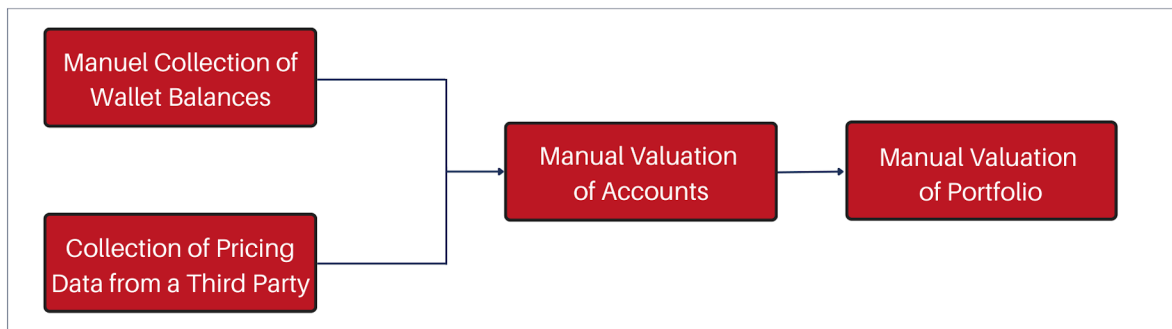 Manuel Collection of
Wallet Balances
Collection of Pricing
Data from a Third Party
Manual Valuation
of Accounts
Manual Valuation
of Portfolio